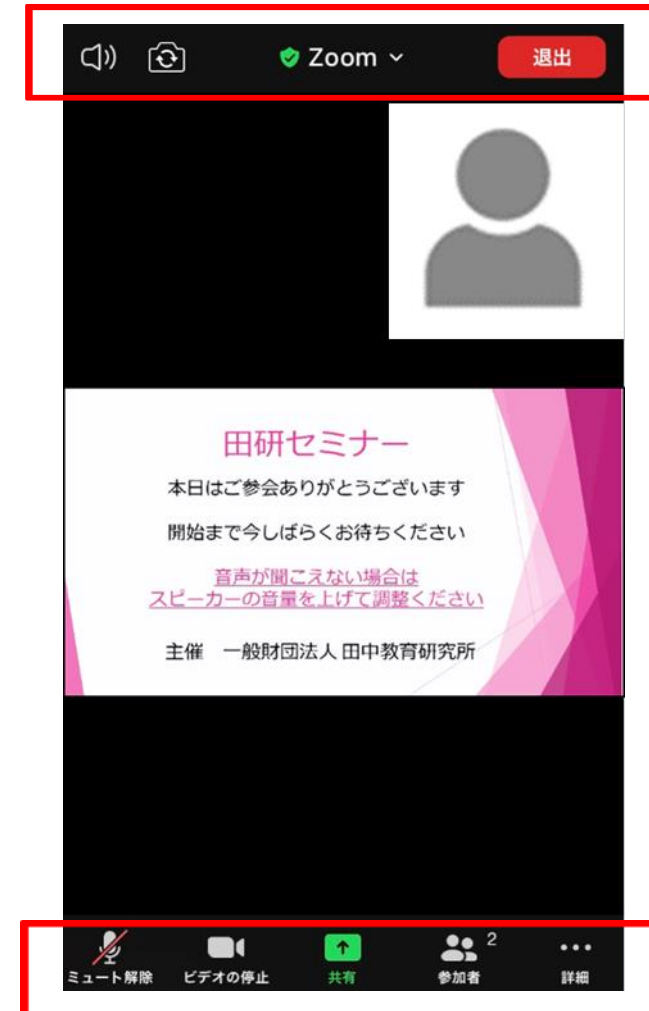 Zoom
退出
田研セミナー
本日はご参会ありがとうございます
開始まで今しばらくお待ちください
音声が聞こえない場合は
スピーカーの音量を上げて調整ください
主催　一般財団法人 田中教育研究所
2
ミュート解除 ビデオの停止 共有 参加者 詳細